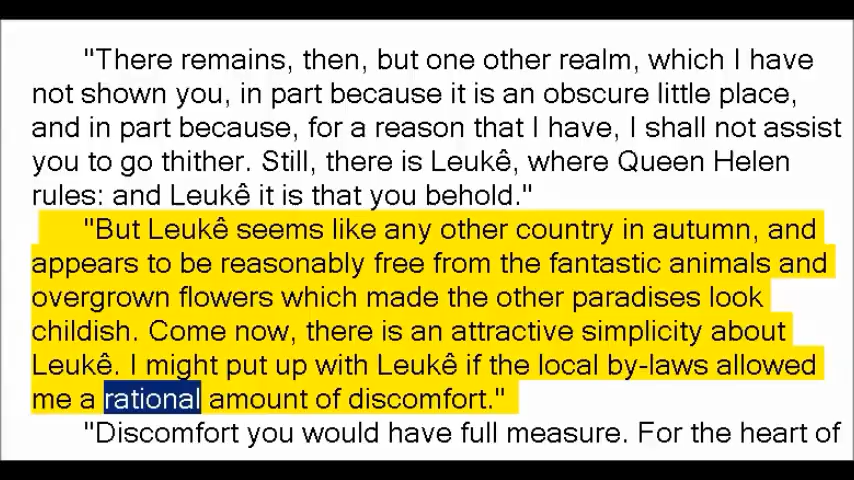 "There remains, then, but one other realm, which I have
not shown you, in part because it is an obscure little place,
and in part because, for a reason that I have, I shall not assist
you to go thither. Still, there is Leukê, where Queen Helen
rules: and Leukê it is that you behold."
"But Leukê seems like any other country in autumn, and
appears to be reasonably free from the fantastic animals and
overgrown flowers which made the other paradises look
childish. Come now, there is an attractive simplicity about
Leukê. I might put up with Leukê if the local by-laws allowed
me a rational amount of discomfort."
"Discomfort you would have full measure. For the heart of